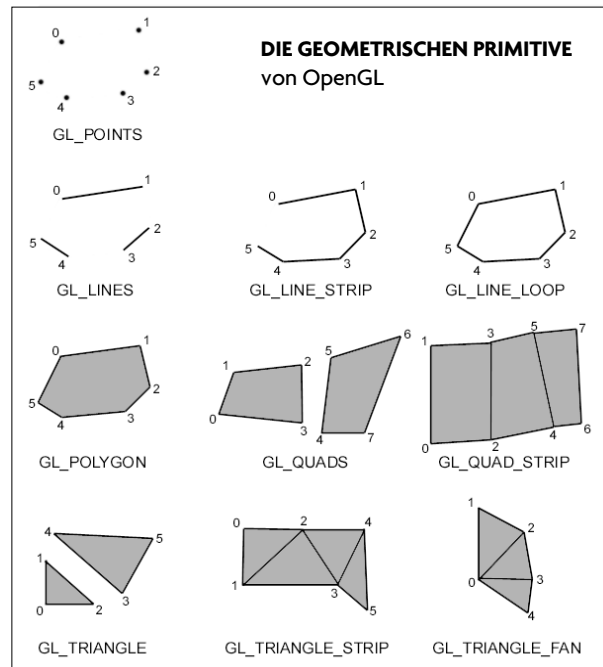 DIE GEOMETRISCHEN PRIMITIVE
von OpenGL
0 1 2 3 4 5
GL_POINTS
0 1 2 3 4 5
GL_LINES
0 1 2 3 4 5
GL_LINE_STRIP
0 1 2 3 4 5
GL_LINE_LOOP
0 1 2 3 4 5
GL_POLYGON
0 1 2 3 4 5 6 7
GL_QUADS
0 1 2 3 4 5 6 7
GL_QUAD_STRIP
0 1 2 3 4 5
GL_TRIANGLE
0 1 2 3 4 5
GL_TRIANGLE_STRIP
0 1 2 3 4
GL_TRIANGLE_FAN